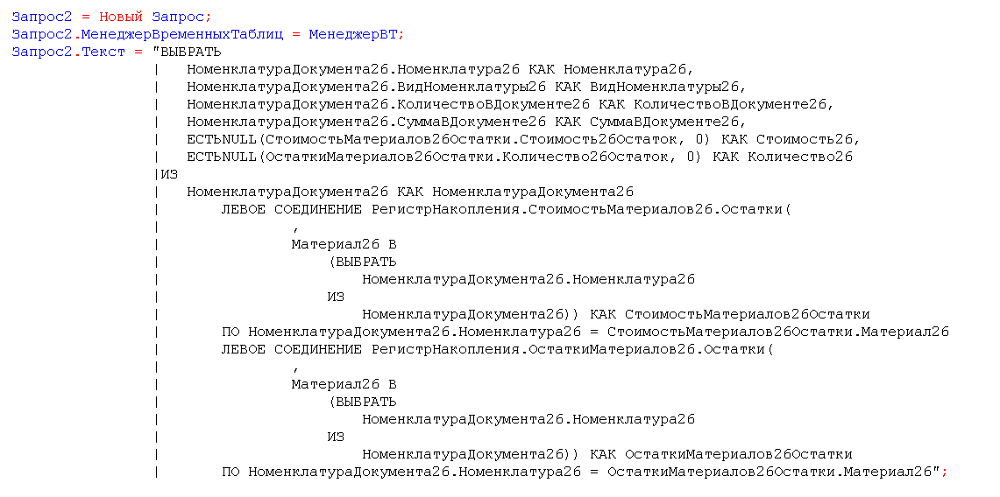 Запрос2 = Новый Запрос;
Запрос2.МенеджерВременныхТаблиц = МенеджерВТ;
Запрос2.Текст = "ВЫБРАТЬ
| НоменклатураДокумента26.Номенклатура26 КАК Номенклатура26,
| НоменклатураДокумента26.ВидНоменклатуры26 КАК ВидНоменклатуры26,
| НоменклатураДокумента26.КоличествоВДокументе26 КАК КоличествоВДокументе26,
| НоменклатураДокумента26.СуммаВДокументе26 КАК СуммаВДокументе26,
| ЕСТЬNULL(СтоимостьМатериалов26Остатки.Стоимость26Остаток, 0) КАК Стоимость26,
| ЕСТЬNULL(ОстаткиМатериалов26Остатки.Количество26Остаток, 0) КАК Количество26
|ИЗ
| НоменклатураДокумента26 КАК НоменклатураДокумента26
| ЛЕВОЕ СОЕДИНЕНИЕ РегистрНакопления.СтоимостьМатериалов26.Остатки(
| ,
| Материал26 В
| (ВЫБРАТЬ
| НоменклатураДокумента26.Номенклатура26
| ИЗ
| НоменклатураДокумента26)) КАК СтоимостьМатериалов26Остатки
| ПО НоменклатураДокумента26.Номенклатура26 = СтоимостьМатериалов26Остатки.Материал26
| ЛЕВОЕ СОЕДИНЕНИЕ РегистрНакопления.ОстаткиМатериалов26.Остатки(
| ,
| Материал26 В
| (ВЫБРАТЬ
| НоменклатураДокумента26.Номенклатура26
| ИЗ
| НоменклатураДокумента26)) КАК ОстаткиМатериалов26Остатки
| ПО НоменклатураДокумента26.Номенклатура26 = ОстаткиМатериалов26Остатки.Материал26";